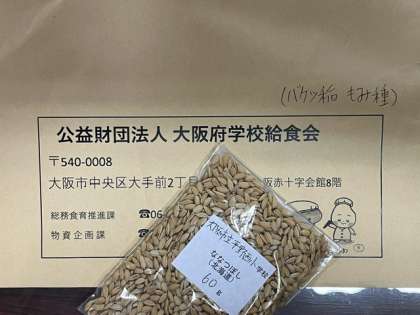 (バケツ稲 もみ種)
公益財団法人 大阪府学校給食会
〒540-0008
大阪市中央区大手前2丁目 阪赤十字会館8階
総務食育推進課 ☎06
物資企画課 ☎
学校
ななつぼし
(北海道)
60g